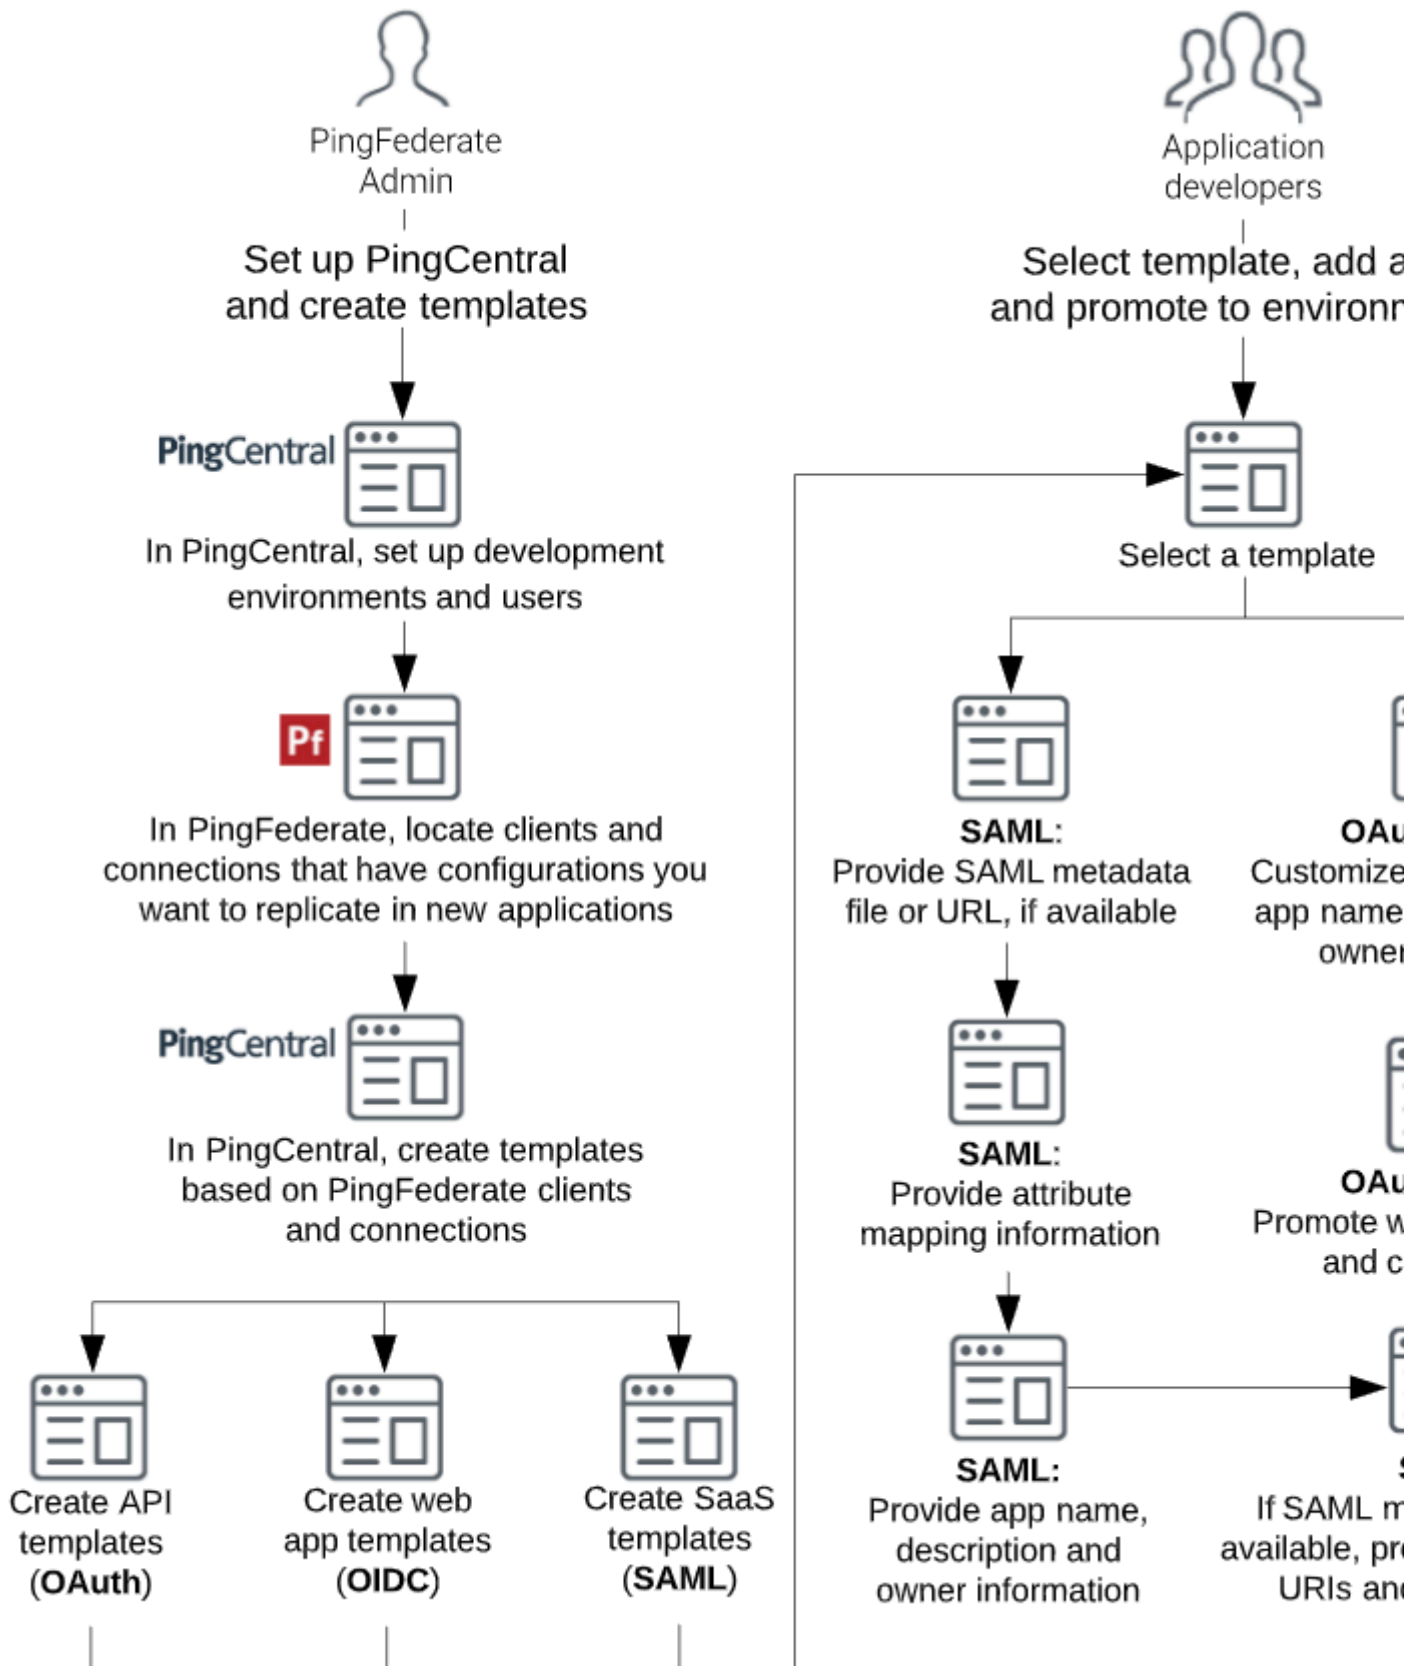 PingFederate
Admin
Set up PingCentral
and create templates
PingCentral
In PingCentral, set up development
environments and users
Pf
In PingFederate, locate clients and
connections that have configurations you
want to replicate in new applications
PingCentral
In PingCentral, create templates
based on PingFederate clients
and connections
Create API
templates
(OAuth)
Create web
app templates
(OIDC)
Create SaaS
templates
(SAML)
Application
developers
Select template, add
and promote to
Select a template
SAML:
Provide SAML metadata
file or URL, if available
SAML:
Provide attribute
mapping information
SAML:
Provide app name,
description and
owner information
Customize
app name
Promote
and
If SAML
available,
URIs